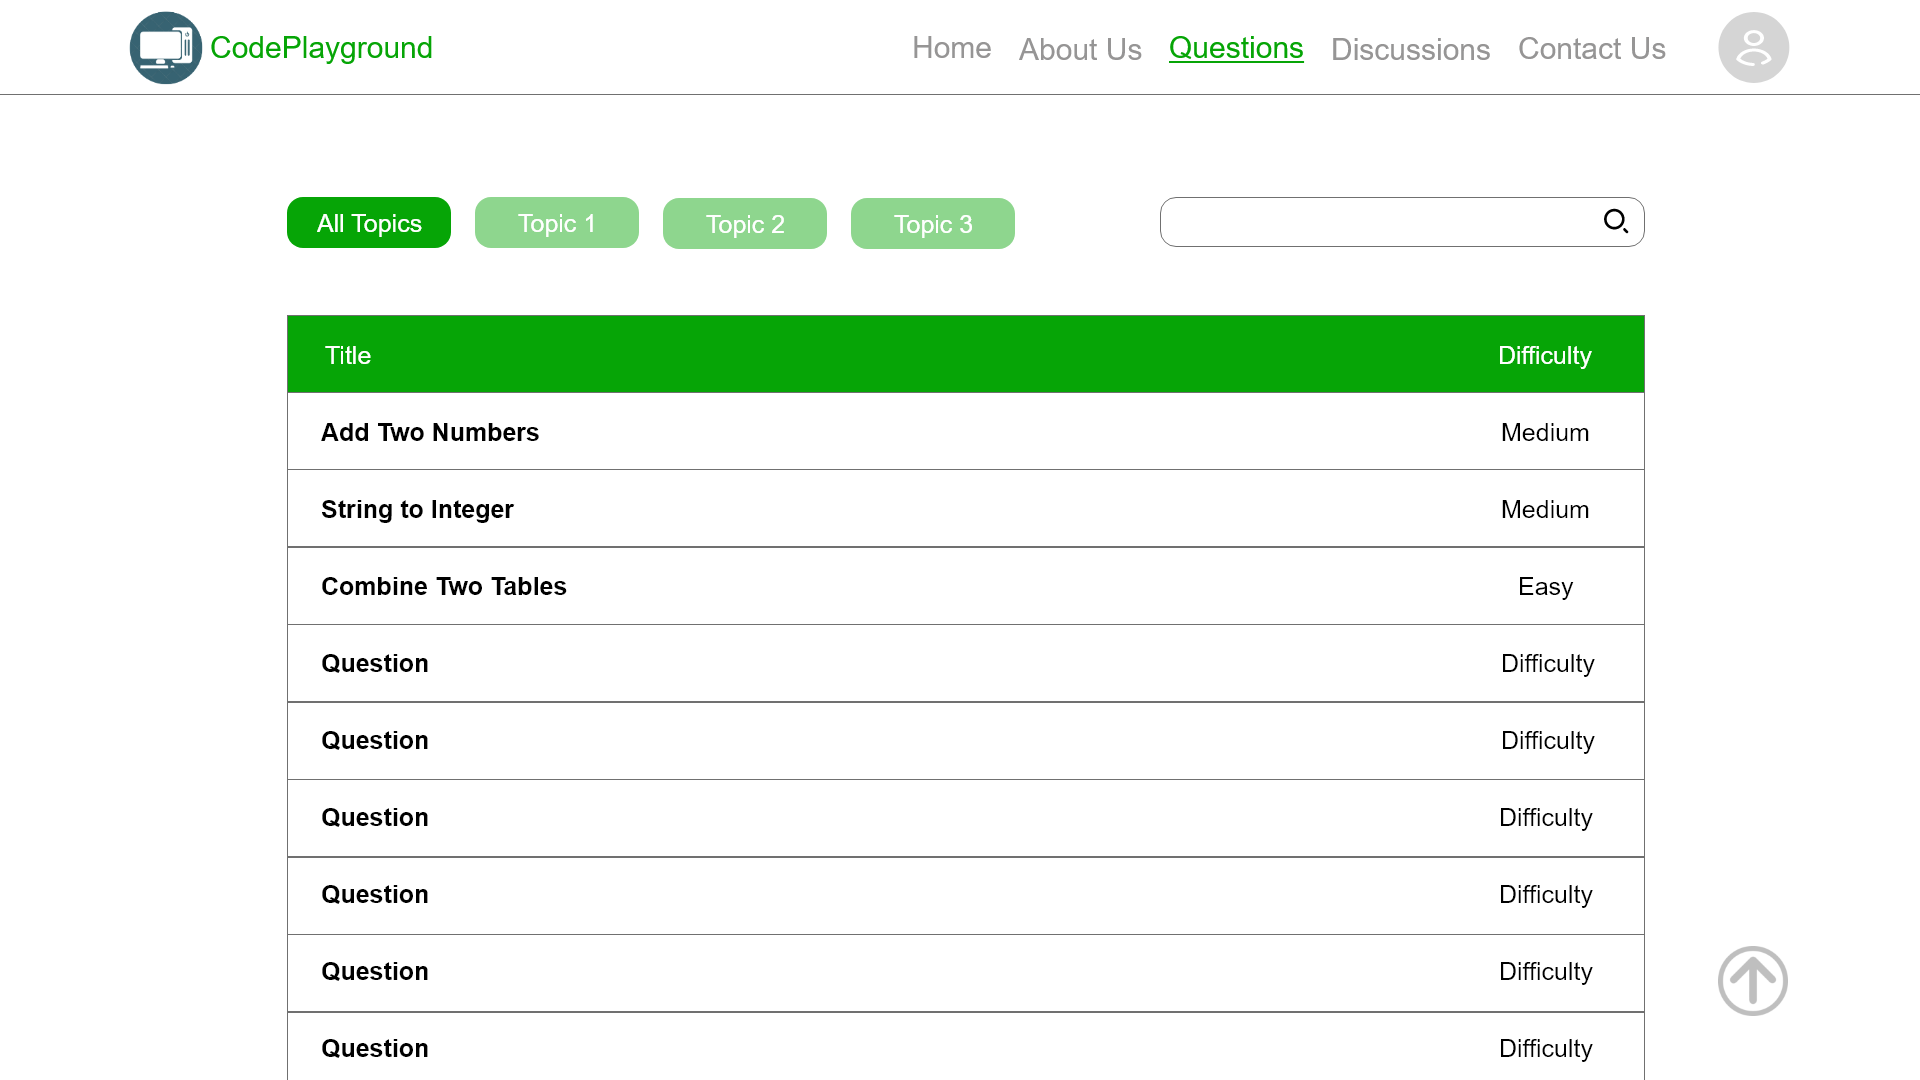 CodePlayground
Home About Us Questions Discussions Contact Us
All Topics Topic 1 Topic 2 Topic 3
Title Difficulty
Add Two Numbers Medium
String to Integer Medium
Combine Two Tables Easy
Question Difficulty
Question Difficulty
Question Difficulty
Question Difficulty
Question Difficulty
Question Difficulty